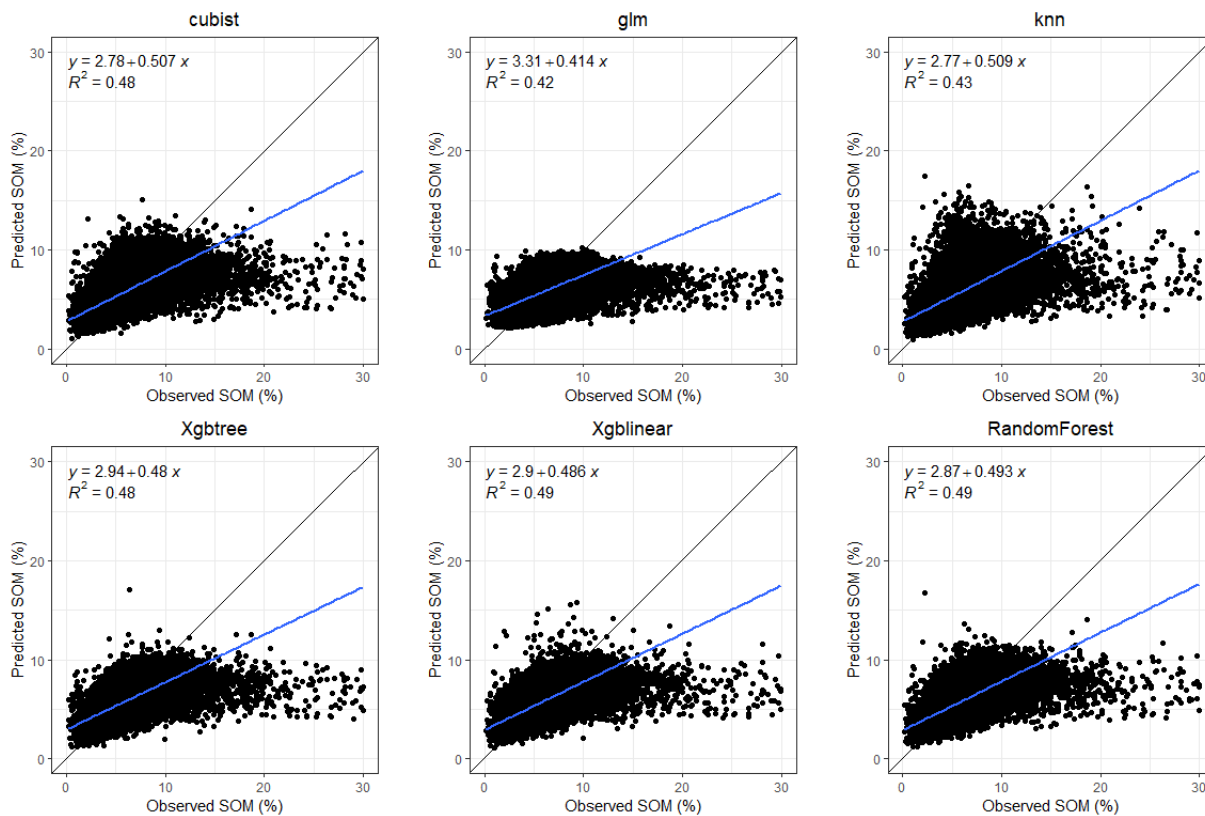 cubist
y = 2.78 + 0.507 x
R² = 0.48
30
20
10
0
Predicted SOM (%)
0 10 20 30
Observed SOM (%)
glm
y = 3.31 + 0.414 x
R² = 0.42
30
20
10
0
Predicted SOM (%)
0 10 20 30
Observed SOM (%)
knn
y = 2.77 + 0.509 x
R² = 0.43
30
20
10
0
Predicted SOM (%)
0 10 20 30
Observed SOM (%)
Xgbtree
y = 2.94 + 0.48 x
R² = 0.48
30
20
10
0
Predicted SOM (%)
0 10 20 30
Observed SOM (%)
Xgblinear
y = 2.9 + 0.486 x
R² = 0.49
30
20
10
0
Predicted SOM (%)
0 10 20 30
Observed SOM (%)
RandomForest
y = 2.87 + 0.493 x
R² = 0.49
30
20
10
0
Predicted SOM (%)
0 10 20 30
Observed SOM (%)